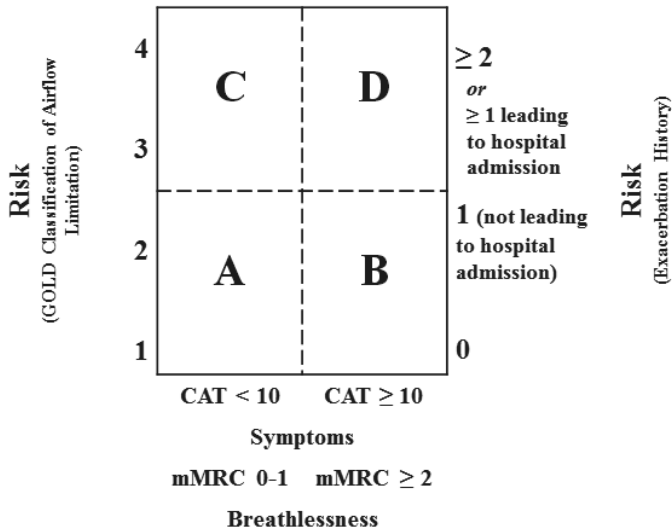 Risk
(GOLD Classification of Airflow
Limitation)
4
3
2
1
C
D
A
B
≥ 2
or
≥ 1 leading
to hospital
admission
1 (not leading
to hospital
admission)
0
Risk
(Exacerbation History)
CAT < 10
CAT ≥ 10
Symptoms
mMRC 0-1
mMRC ≥ 2
Breathlessness